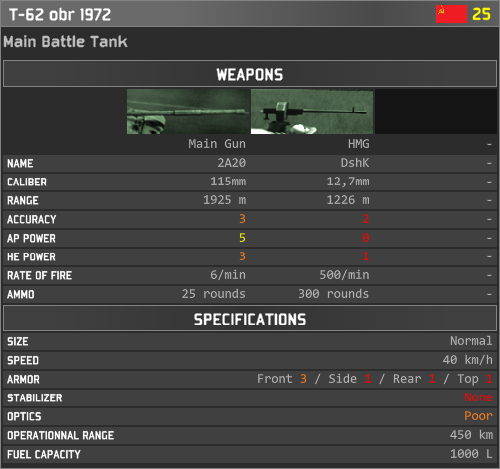 T-62 obr 1972 25
Main Battle Tank
WEAPONS
Main Gun HMG -
NAME 2A20 DshK -
CALIBER 115mm 12,7mm -
RANGE 1925 m 1226 m -
ACCURACY 3 2 -
AP POWER 5 0 -
HE POWER 3 1 -
RATE OF FIRE 6/min 500/min -
AMMO 25 rounds 300 rounds -
SPECIFICATIONS
SIZE Normal
SPEED 40 km/h
ARMOR Front 3 / Side 1 / Rear 1 / Top 1
STABILIZER None
OPTICS Poor
OPERATIONNAL RANGE 450 km
FUEL CAPACITY 1000 L